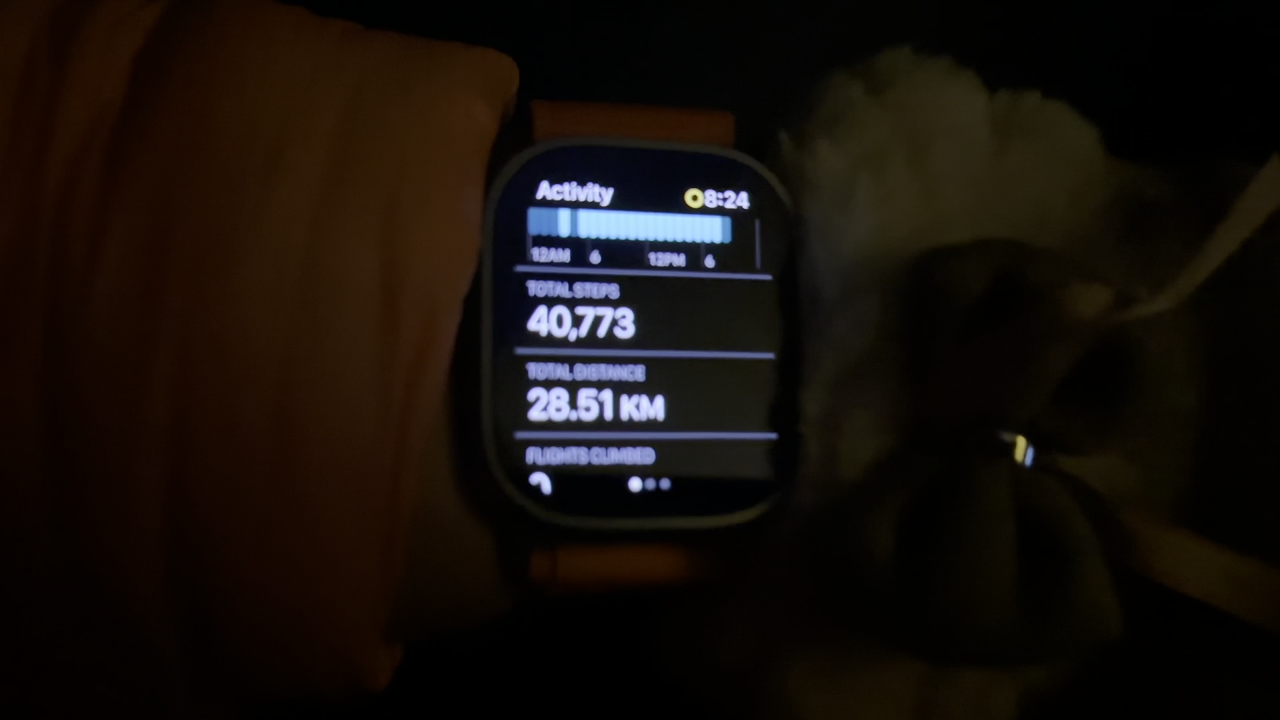 Activity 8:24
12AM 6 12PM 6
TOTAL STEPS
40,773
TOTAL DISTANCE
28.51 KM
FLIGHTS CLIMBED